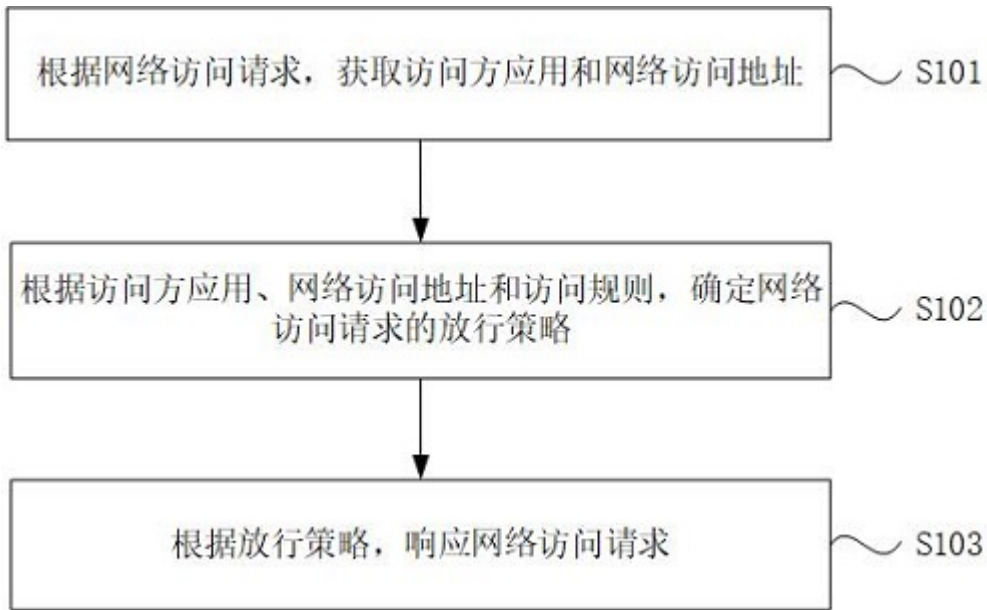 根据网络访问请求，获取访问方应用和网络访问地址
S101
根据访问方应用、网络访问地址和访问规则，确定网络
访问请求的放行策略
S102
根据放行策略，响应网络访问请求
S103